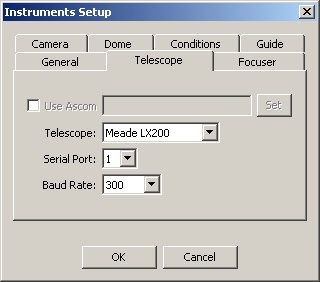 Instruments Setup
Camera Dome Conditions Guide
General Telescope Focuser
Use Ascom Set
Telescope: Meade LX200
Serial Port: 1
Baud Rate: 300
OK Cancel